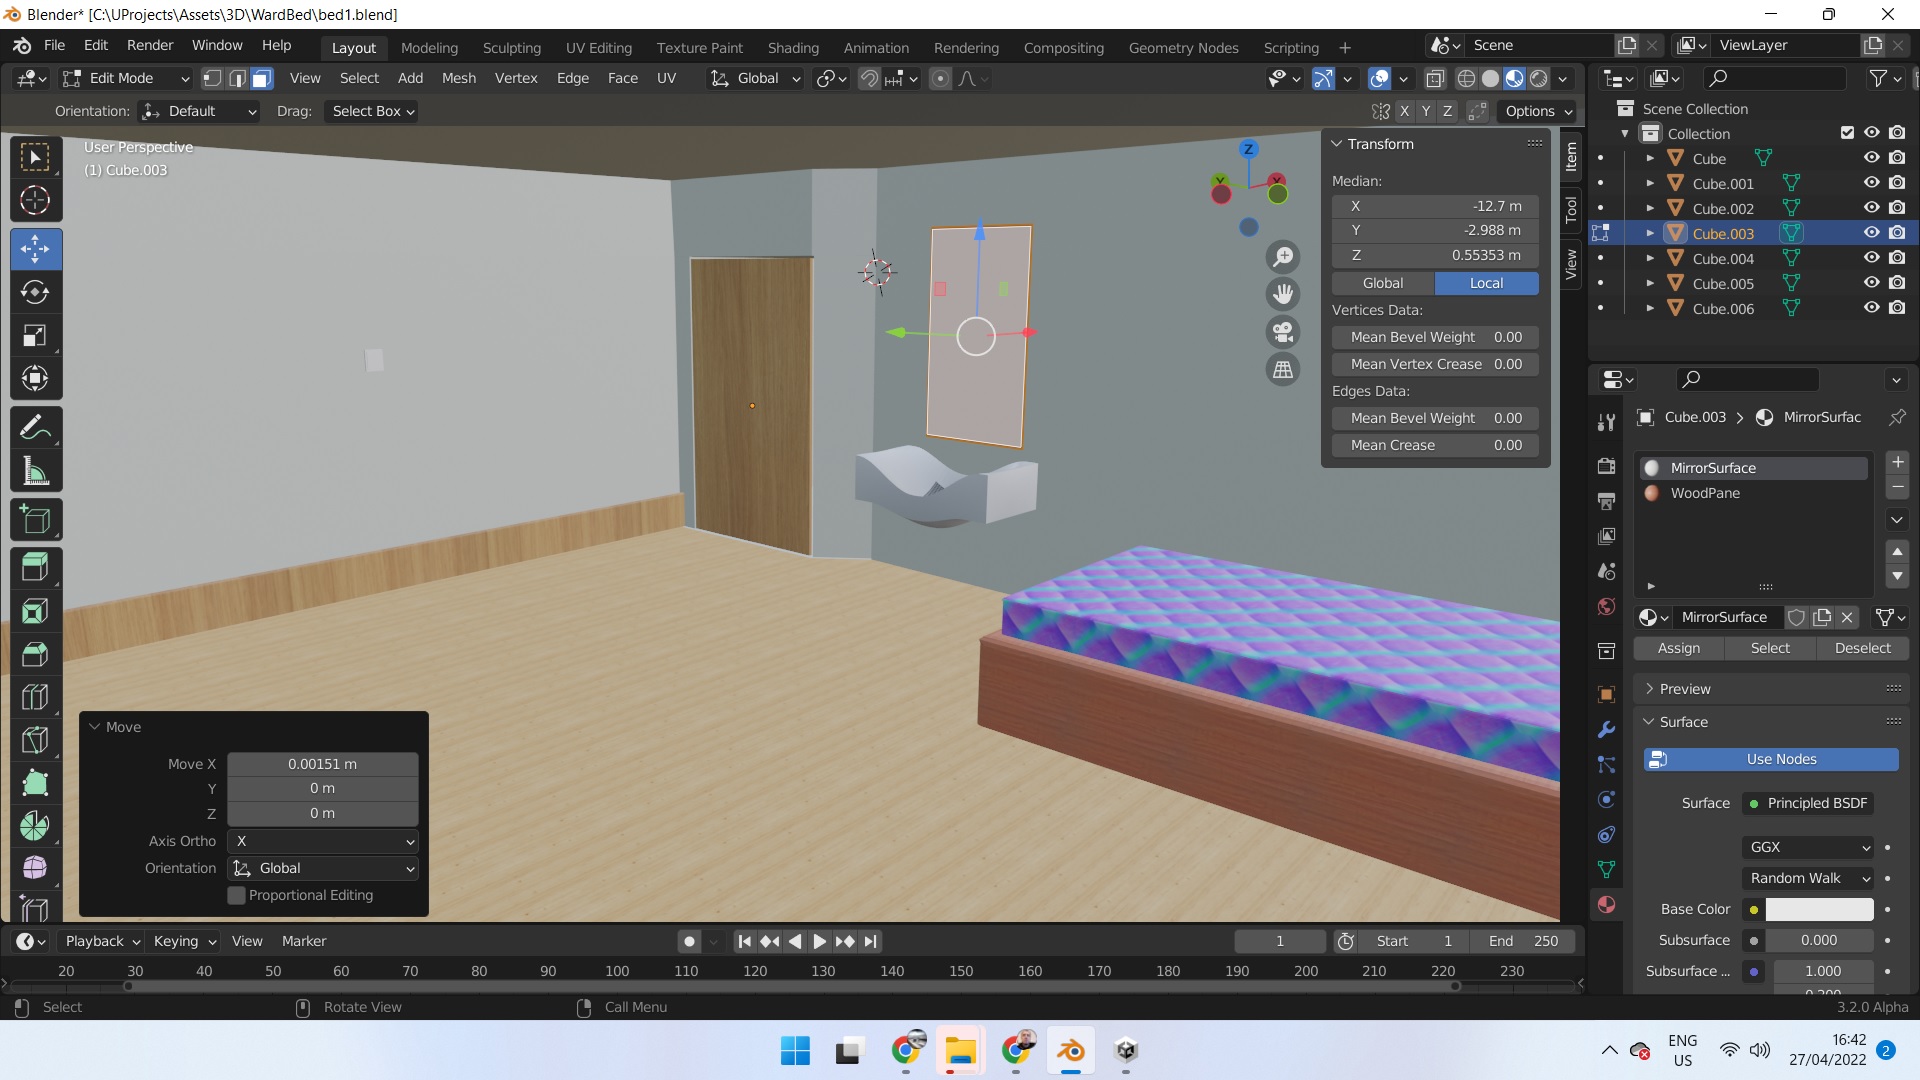 Blender* [C:\UProjects\Assets\3D\WardBed\bed1.blend]
File Edit Render Window Help Layout Modeling Sculpting UV Editing Texture Paint Shading Animation Rendering Compositing Geometry Nodes Scripting + Scene ViewLayer
Edit Mode View Select Add Mesh Vertex Edge Face UV Global
Orientation: Default Drag: Select Box X Y Z Options
User Perspective
(1) Cube.003
Z
Y
X
Transform
Median:
X -12.7 m
Y -2.988 m
Z 0.55353 m
Global Local
Vertices Data:
Mean Bevel Weight 0.00
Mean Vertex Crease 0.00
Edges Data:
Mean Bevel Weight 0.00
Mean Crease 0.00
Item
Tool
View
Scene Collection
Collection
Cube
Cube.001
Cube.002
Cube.003
Cube.004
Cube.005
Cube.006
Cube.003 > MirrorSurfac
MirrorSurface
WoodPane
MirrorSurface
Assign Select Deselect
Preview
Surface
Use Nodes
Surface Principled BSDF
GGX
Random Walk
Base Color
Subsurface 0.000
Subsurface ... 1.000
0.200
Move
Move X 0.00151 m
Y 0 m
Z 0 m
Axis Ortho X
Orientation Global
Proportional Editing
Playback Keying View Marker 1 Start 1 End 250
20 30 40 50 60 70 80 90 100 110 120 130 140 150 160 170 180 190 200 210 220 230
Select Rotate View Call Menu 3.2.0 Alpha
ENG
US
16:42
27/04/2022
2